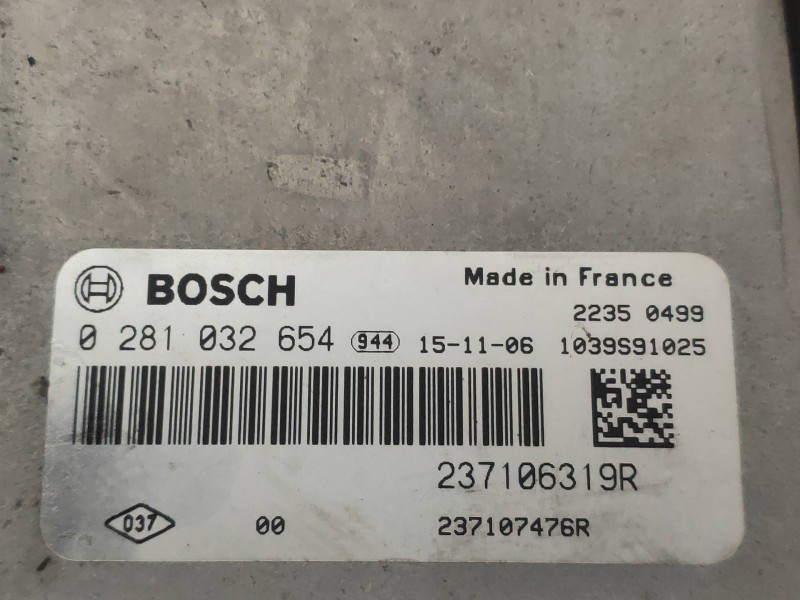 BOSCH
Made in France
2235 0499
0 281 032 654 944 15-11-06 1039S91025
237106319R
037 00 237107476R